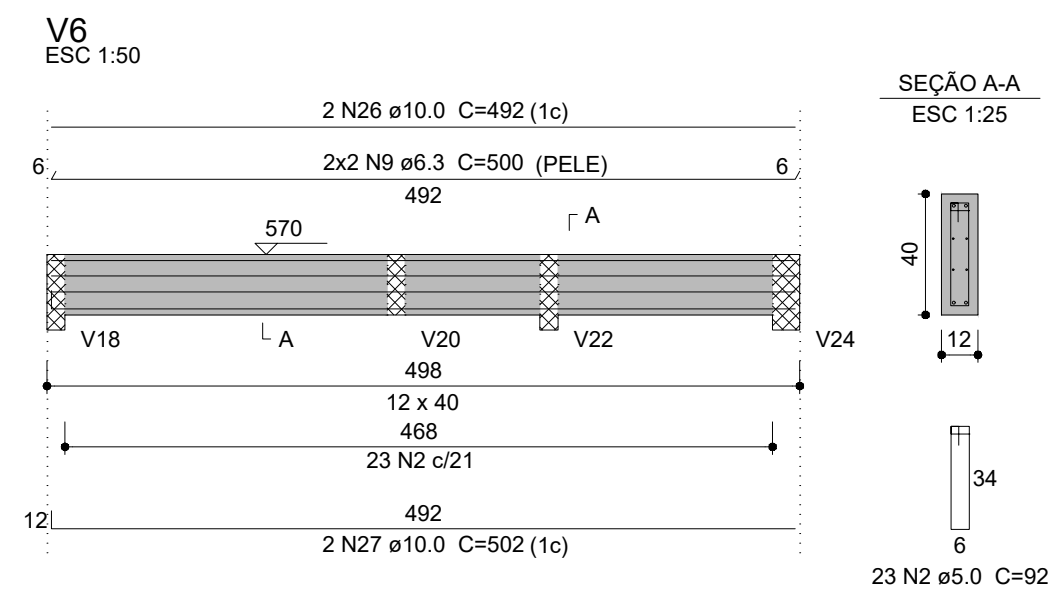 V6
ESC 1:50
SEÇÃO A-A
ESC 1:25
2 N26 ø10.0 C=492 (1c)
6
2x2 N9 ø6.3 C=500 (PELE)
6
492
A
570
40
V18
A
V20
V22
V24
12
498
12 x 40
468
23 N2 c/21
34
12
492
6
2 N27 ø10.0 C=502 (1c)
23 N2 ø5.0 C=92